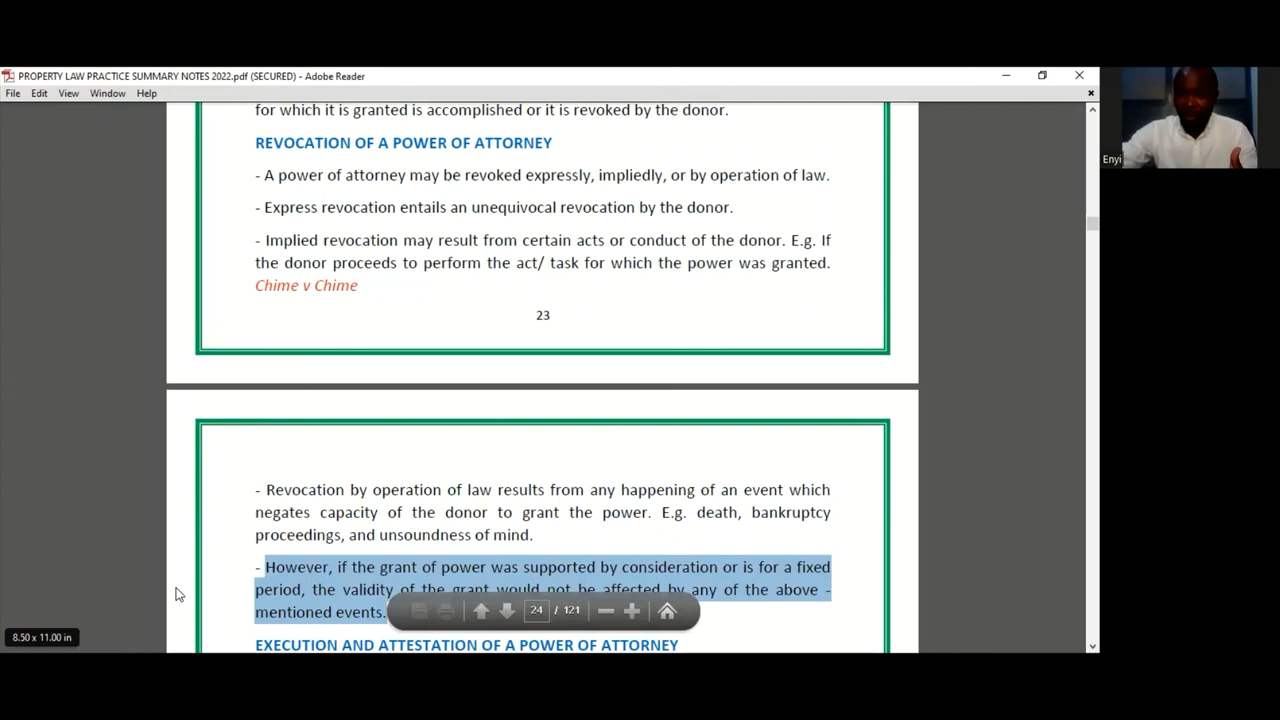 PROPERTY LAW PRACTICE SUMMARY NOTES 2022.pdf (SECURED) - Adobe Reader
File Edit View Window Help
for which it is granted is accomplished or it is revoked by the donor.
REVOCATION OF A POWER OF ATTORNEY
- A power of attorney may be revoked expressly, impliedly, or by operation of law.
- Express revocation entails an unequivocal revocation by the donor.
- Implied revocation may result from certain acts or conduct of the donor. E.g. If
the donor proceeds to perform the act/ task for which the power was granted.
Chime v Chime
23
- Revocation by operation of law results from any happening of an event which
negates capacity of the donor to grant the power. E.g. death, bankruptcy
proceedings, and unsoundness of mind.
- However, if the grant of power was supported by consideration or is for a fixed
period, the validity of the grant would not be affected by any of the above -
mentioned events.
24 / 121
8.50 x 11.00 in
EXECUTION AND ATTESTATION OF A POWER OF ATTORNEY
Enyi